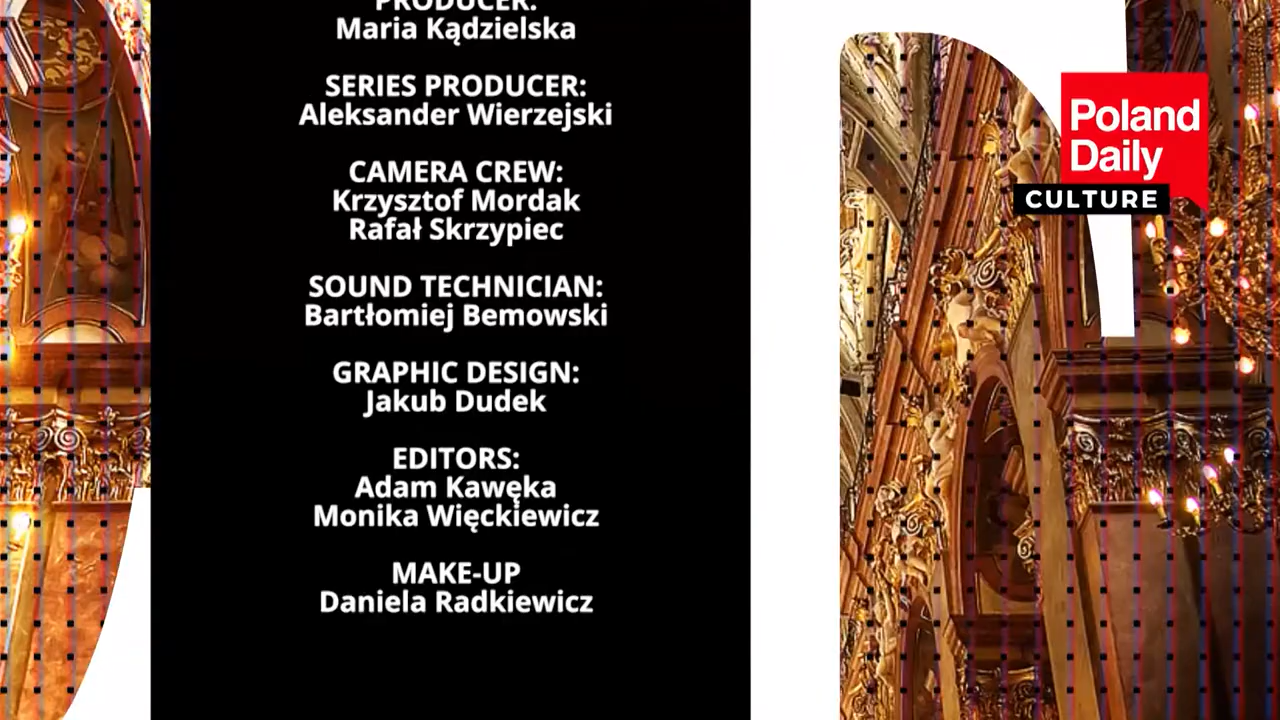 PRODUCER:
Maria Kądzielska
SERIES PRODUCER:
Aleksander Wierzejski
CAMERA CREW:
Krzysztof Mordak
Rafał Skrzypiec
SOUND TECHNICIAN:
Bartłomiej Bemowski
GRAPHIC DESIGN:
Jakub Dudek
EDITORS:
Adam Kawęka
Monika Więckiewicz
MAKE-UP
Daniela Radkiewicz
Poland
Daily
CULTURE